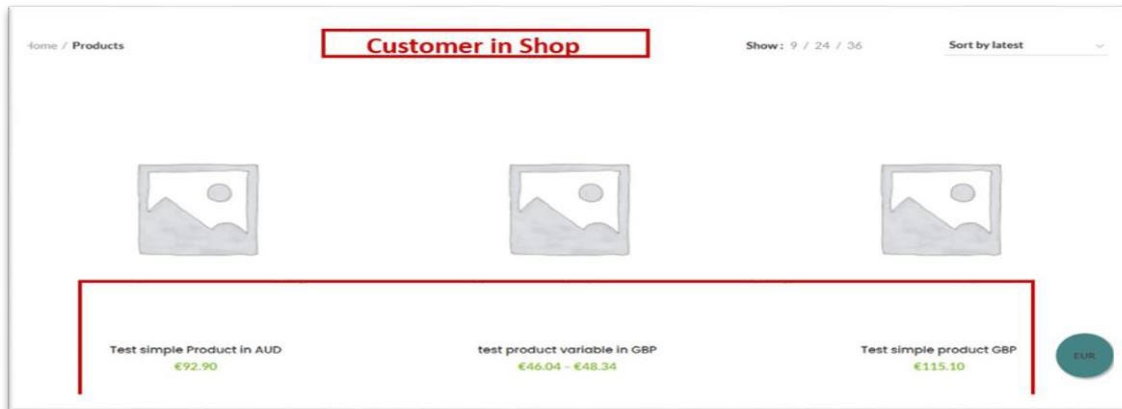 Home / Products
Customer in Shop
Show: 9 / 24 / 36
Sort by latest
Test simple Product in AUD
€92.90
test product variable in GBP
€46.04 – €48.34
Test simple product GBP
€115.10
EUR